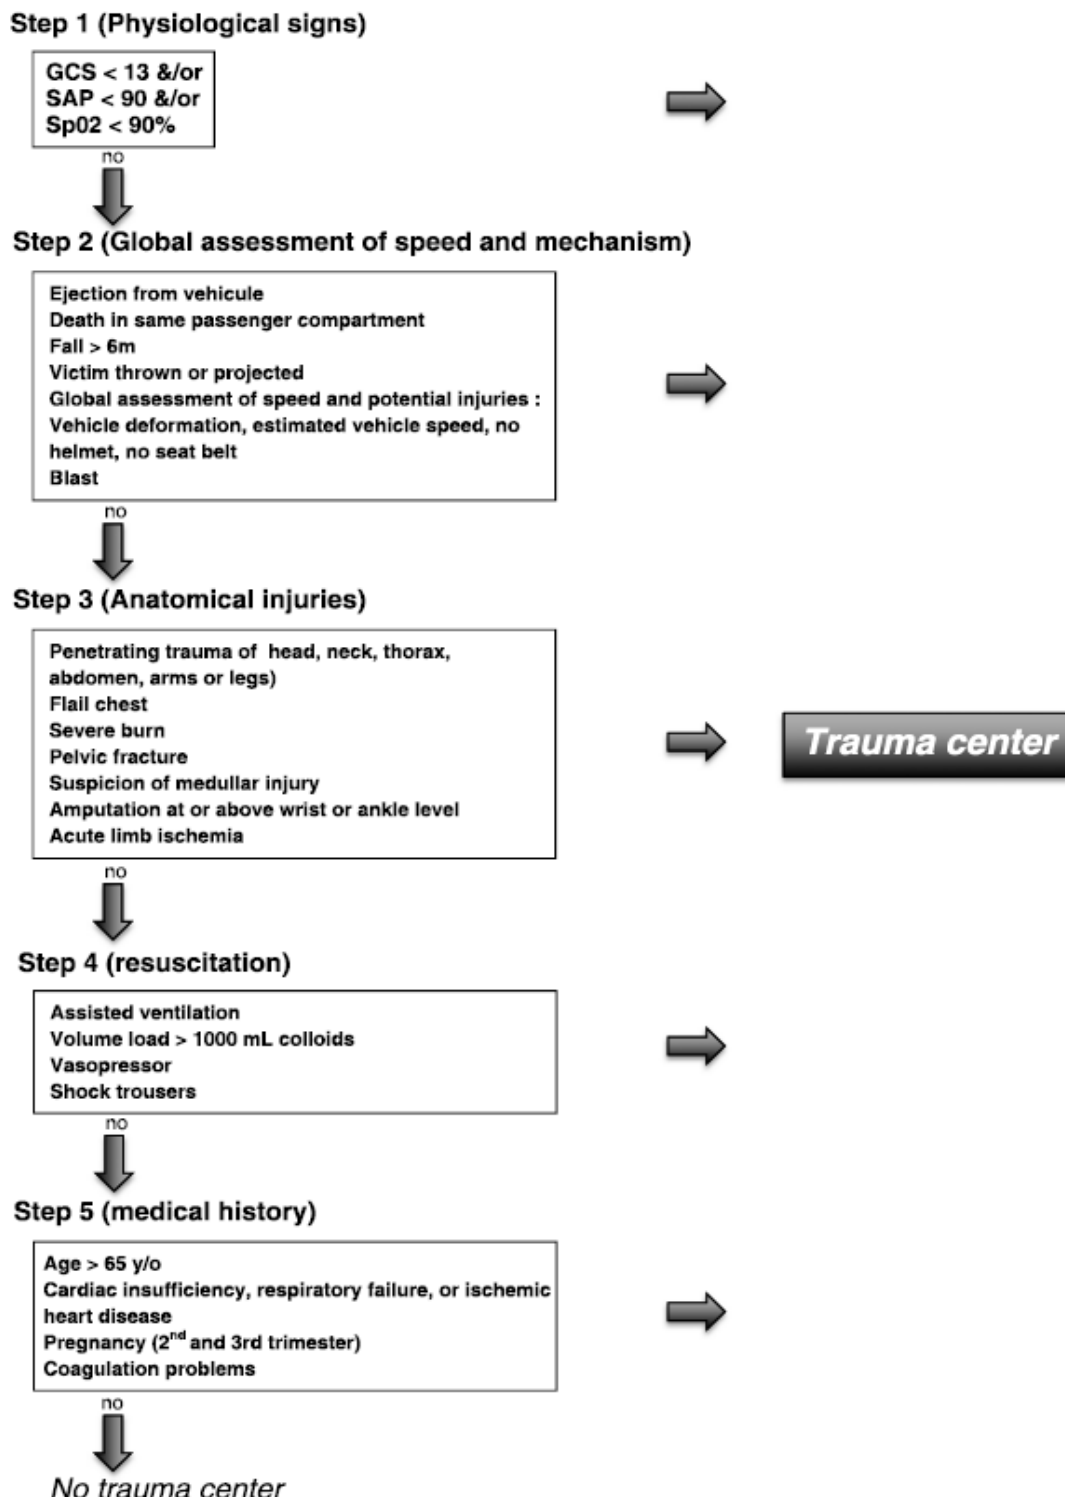 Step 1 (Physiological signs)
GCS < 13 &/or
SAP < 90 &/or
Sp02 < 90%
no
Step 2 (Global assessment of speed and mechanism)
Ejection from vehicule
Death in same passenger compartment
Fall > 6m
Victim thrown or projected
Global assessment of speed and potential injuries :
Vehicle deformation, estimated vehicle speed, no
helmet, no seat belt
Blast
no
Step 3 (Anatomical injuries)
Penetrating trauma of head, neck, thorax,
abdomen, arms or legs)
Flail chest
Severe burn
Pelvic fracture
Suspicion of medullar injury
Amputation at or above wrist or ankle level
Acute limb ischemia
Trauma center
no
Step 4 (resuscitation)
Assisted ventilation
Volume load > 1000 mL colloids
Vasopressor
Shock trousers
no
Step 5 (medical history)
Age > 65 y/o
Cardiac insufficiency, respiratory failure, or ischemic
heart disease
Pregnancy (2nd and 3rd trimester)
Coagulation problems
no
No trauma center